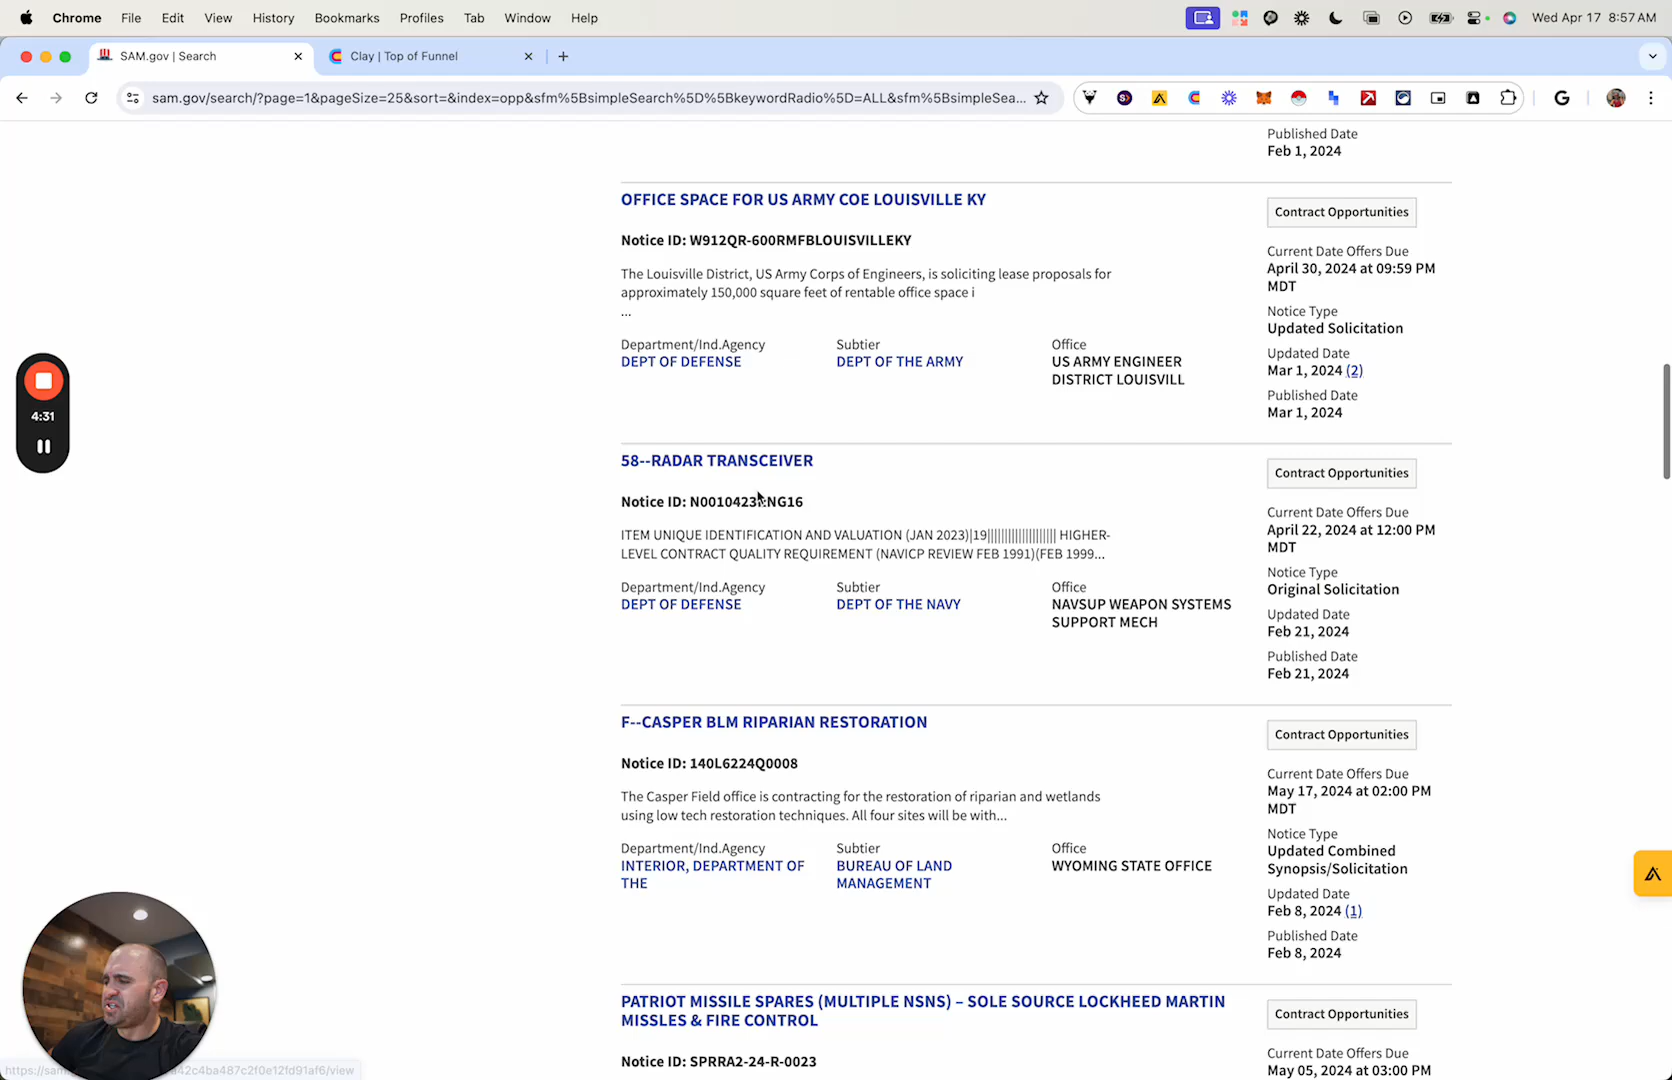 Chrome File Edit View History Bookmarks Profiles Tab Window Help Wed Apr 17 8:57 AM
SAM.gov | Search
Clay | Top of Funnel
sam.gov/search/?page=1&pageSize=25&sort=&index=opp&sfm%5BsimpleSearch%5D%5BkeywordRadio%5D=ALL&sfm%5BsimpleSea...
Published Date
Feb 1, 2024
OFFICE SPACE FOR US ARMY COE LOUISVILLE KY
Notice ID: W912QR-600RMFBLOUISVILLEKY
The Louisville District, US Army Corps of Engineers, is soliciting lease proposals for
approximately 150,000 square feet of rentable office space i
...
Department/Ind.Agency
DEPT OF DEFENSE
Subtier
DEPT OF THE ARMY
Office
US ARMY ENGINEER
DISTRICT LOUISVILL
Contract Opportunities
Current Date Offers Due
April 30, 2024 at 09:59 PM
MDT
Notice Type
Updated Solicitation
Updated Date
Mar 1, 2024 (2)
Published Date
Mar 1, 2024
4:31
58--RADAR TRANSCEIVER
Notice ID:
ITEM UNIQUE IDENTIFICATION AND VALUATION (JAN 2023)|19|||||||||||||||||||| HIGHER-
LEVEL CONTRACT QUALITY REQUIREMENT (NAVICP REVIEW FEB 1991)(FEB 1999...
Department/Ind.Agency
DEPT OF DEFENSE
Subtier
DEPT OF THE NAVY
Office
NAVSUP WEAPON SYSTEMS
SUPPORT MECH
Contract Opportunities
Current Date Offers Due
April 22, 2024 at 12:00 PM
MDT
Notice Type
Original Solicitation
Updated Date
Feb 21, 2024
Published Date
Feb 21, 2024
F--CASPER BLM RIPARIAN RESTORATION
Notice ID: 140L6224Q0008
The Casper Field office is contracting for the restoration of riparian and wetlands
using low tech restoration techniques. All four sites will be with...
Department/Ind.Agency
INTERIOR, DEPARTMENT OF
THE
Subtier
BUREAU OF LAND
MANAGEMENT
Office
WYOMING STATE OFFICE
Contract Opportunities
Current Date Offers Due
May 17, 2024 at 02:00 PM
MDT
Notice Type
Updated Combined
Synopsis/Solicitation
Updated Date
Feb 8, 2024 (1)
Published Date
Feb 8, 2024
PATRIOT MISSILE SPARES (MULTIPLE NSNS) – SOLE SOURCE LOCKHEED MARTIN
MISSLES & FIRE CONTROL
Notice ID: SPRRA2-24-R-0023
Contract Opportunities
Current Date Offers Due
May 05, 2024 at 03:00 PM